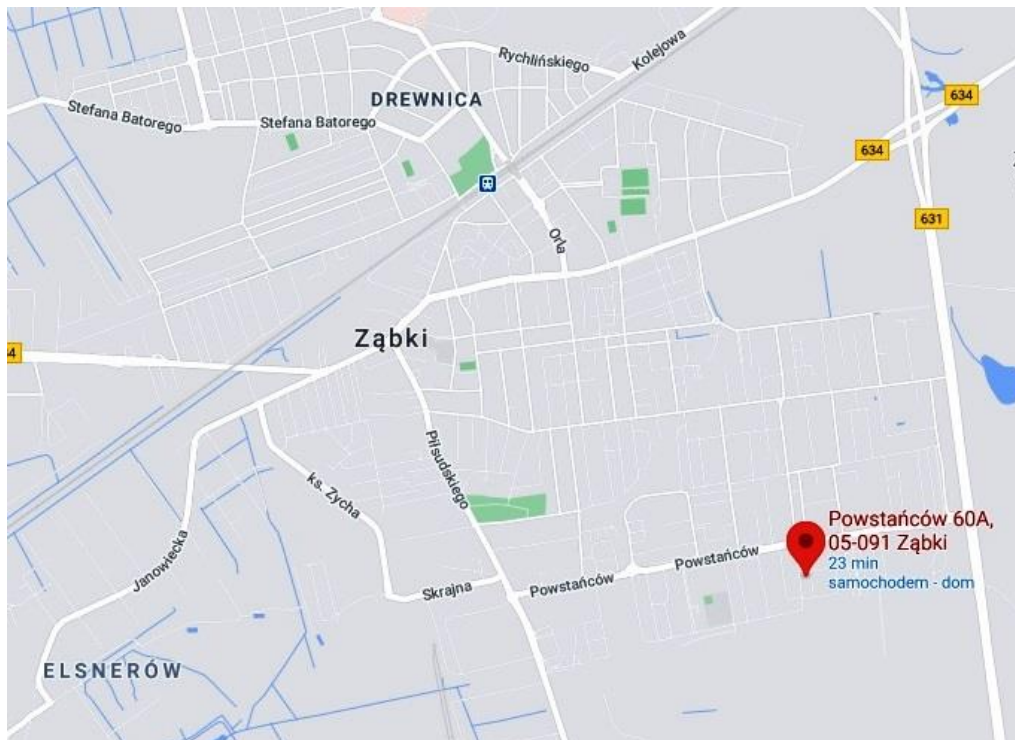 Rychlińskiego
Kolejowa
DREWNICA
634
Stefana Batorego
Stefana Batorego
634
631
Orla
Ząbki
4
Piłsudskiego
ks. Zycha
Powstańców 60A,
05-091 Ząbki
23 min
samochodem - dom
Janowiecka
Powstańców
Skrajna
Powstańców
ELSNERÓW